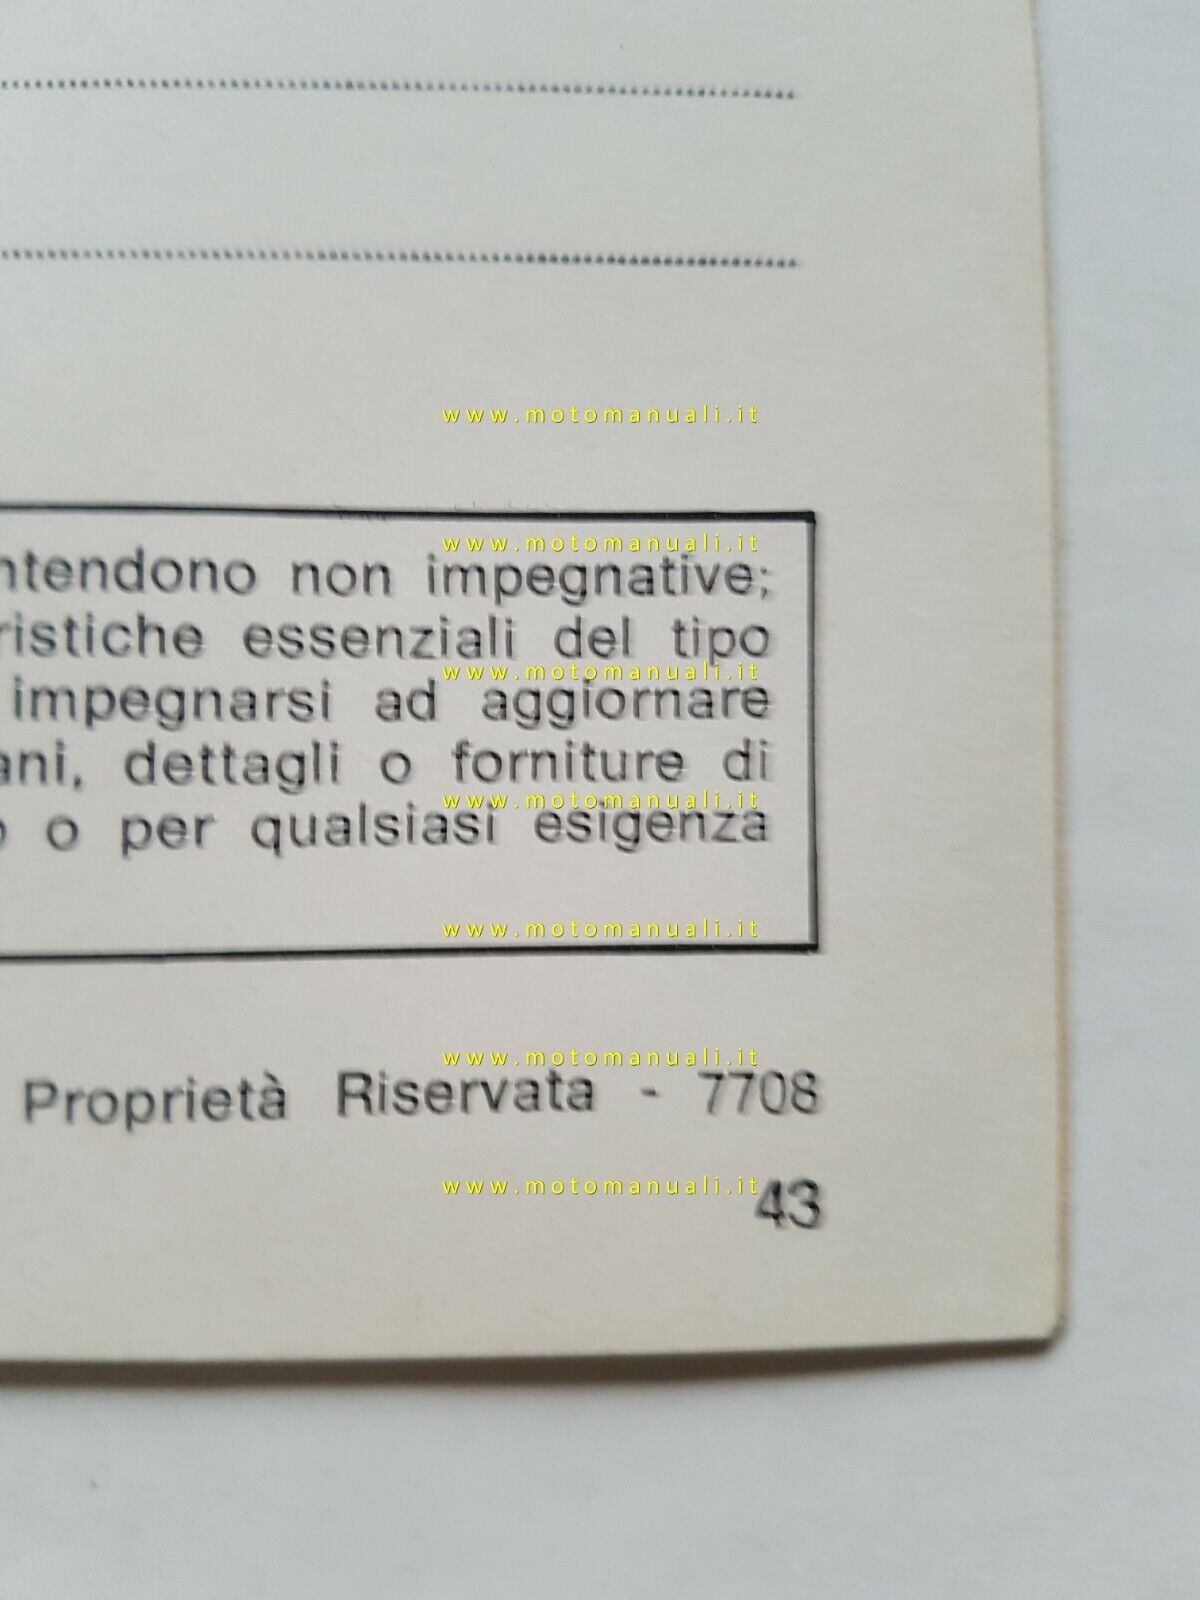 www.motomanuali.it
www.motomanuali.it
ntendono non impegnative;
ristiche essenziali del tipo
www.motomanuali.it
impegnarsi ad aggiornare
ani, dettagli o forniture di
www.motomanuali.it
o o per qualsiasi esigenza
www.motomanuali.it
www.motomanuali.it
Proprietà Riservata - 7708
www.motomanuali.it
43